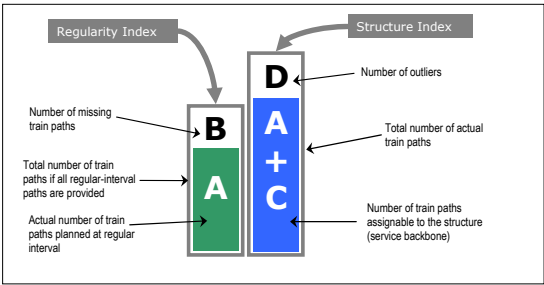 Regularity Index
Structure Index
D
Number of outliers
Number of missing
train paths
B
A
+
C
Total number of actual
train paths
Total number of train
paths if all regular-interval
paths are provided
A
Actual number of train
paths planned at regular
interval
Number of train paths
assignable to the structure
(service backbone)